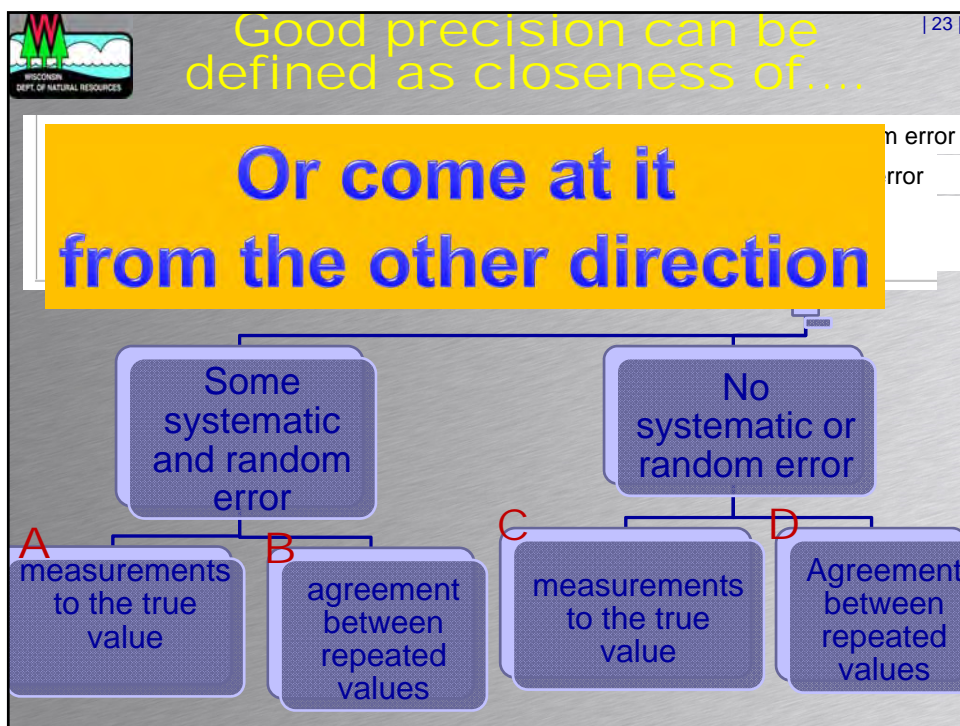 WISCONSIN
DEPT. OF NATURAL RESOURCES
Good precision can be
defined as closeness of....
| 23 |
m error
rror
Or come at it
from the other direction
Some
systematic
and random
error
No
systematic or
random error
A
measurements
to the true
value
B
agreement
between
repeated
values
C
measurements
to the true
value
D
Agreement
between
repeated
values